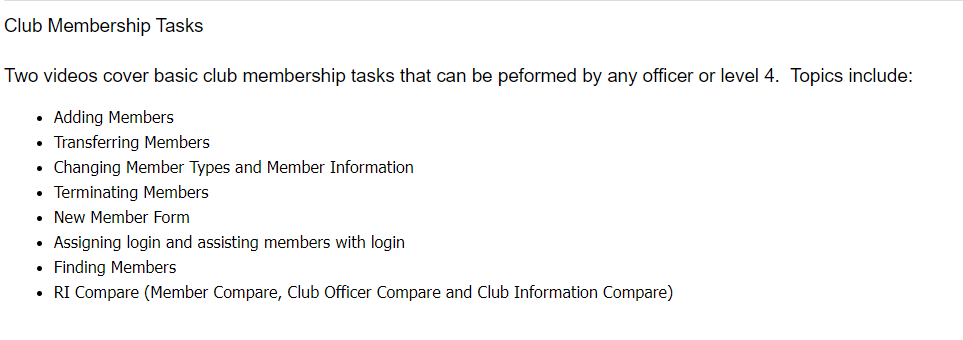 Club Membership Tasks
Two videos cover basic club membership tasks that can be peformed by any officer or level 4.  Topics include:
• Adding Members
• Transferring Members
• Changing Member Types and Member Information
• Terminating Members
• New Member Form
• Assigning login and assisting members with login
• Finding Members
• RI Compare (Member Compare, Club Officer Compare and Club Information Compare)